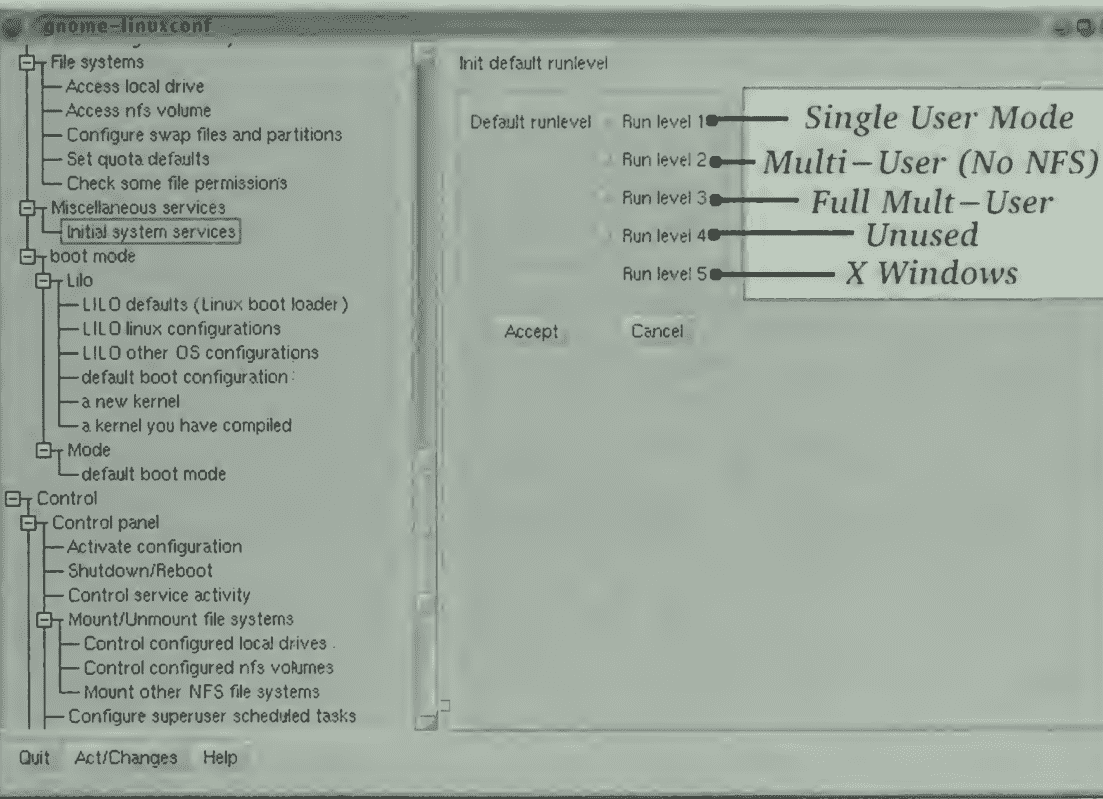 gnome-linuxconf
File systems
Access local drive
Access nfs volume
Configure swap files and partitions
Set quota defaults
Check some file permissions
Miscellaneous services
Initial system services
boot mode
Lilo
LILO defaults (Linux boot loader)
LILO linux configurations
LILO other OS configurations
default boot configuration
a new kernel
a kernel you have compiled
Mode
default boot mode
Control
Control panel
Activate configuration
Shutdown/Reboot
Control service activity
Mount/Unmount file systems
Control configured local drives
Control configured nfs volumes
Mount other NFS file systems
Configure superuser scheduled tasks
Init default runlevel
Default runlevel Run level 1 Single User Mode
Run level 2 Multi-User (No NFS)
Run level 3 Full Mult-User
Run level 4 Unused
Run level 5 X Windows
Accept Cancel
Quit Act/Changes Help